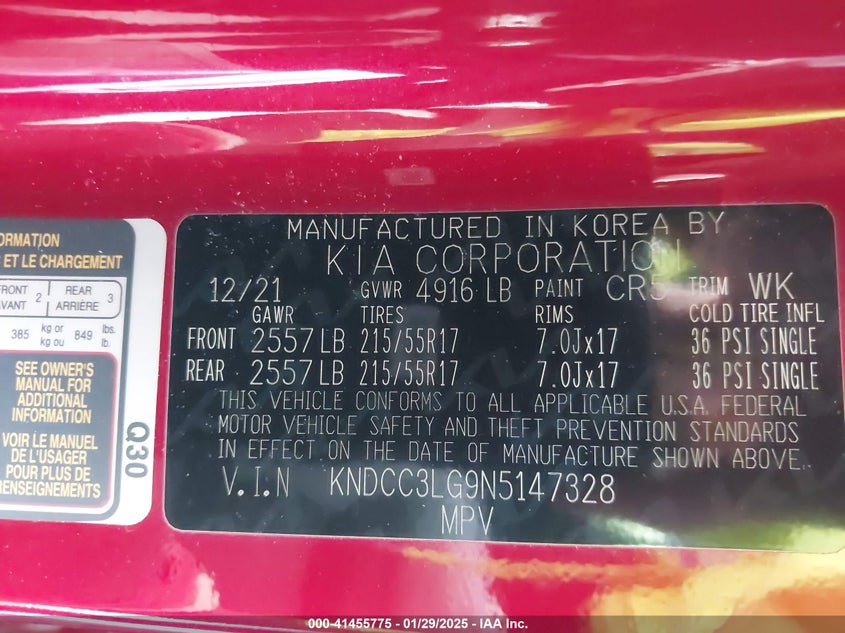 ORMATION
ET LE CHARGEMENT
FRONT AVANT 2 REAR ARRIÈRE 3
385 kg or kg ou 849 lbs. lb.
SEE OWNER'S
MANUAL FOR
ADDITIONAL
INFORMATION
VOIR LE MANUEL
DE L'USAGER
POUR PLUS DE
RENSEIGNEMENTS
Q30
MANUFACTURED IN KOREA BY
KIA CORPORATION
12/21 GVWR 4916 LB PAINT CR5 TRIM WK
GAWR TIRES RIMS COLD TIRE INFL
FRONT 2557 LB 215/55R17 7.0Jx17 36 PSI SINGLE
REAR 2557 LB 215/55R17 7.0Jx17 36 PSI SINGLE
THIS VEHICLE CONFORMS TO ALL APPLICABLE U.S.A. FEDERAL
MOTOR VEHICLE SAFETY AND THEFT PREVENTION STANDARDS
IN EFFECT ON THE DATE OF MANUFACTURE SHOWN ABOVE.
V.I.N KNDCC3LG9N5147328
MPV
000-41455775 - 01/29/2025 - IAA Inc.